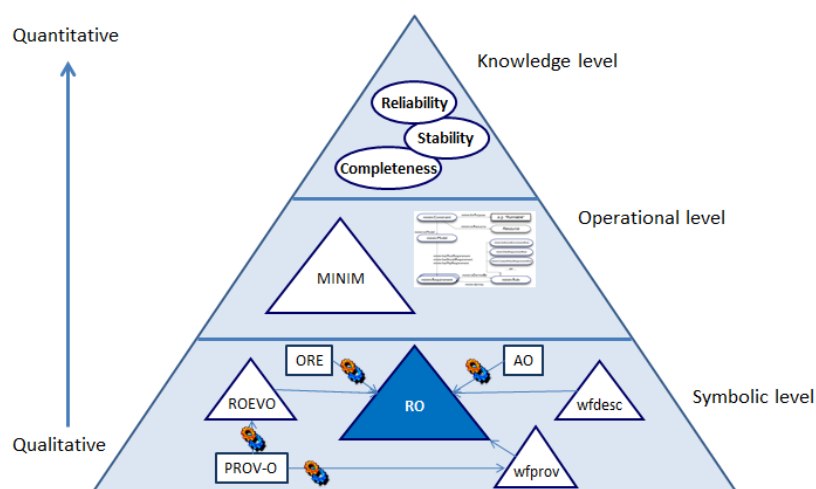 Quantitative
Knowledge level
Reliability
Stability
Completeness
Operational level
MINIM
Resource
ORE
AO
ROEVO
RO
wfdesc
Symbolic level
Qualitative
PROV-O
wfprov